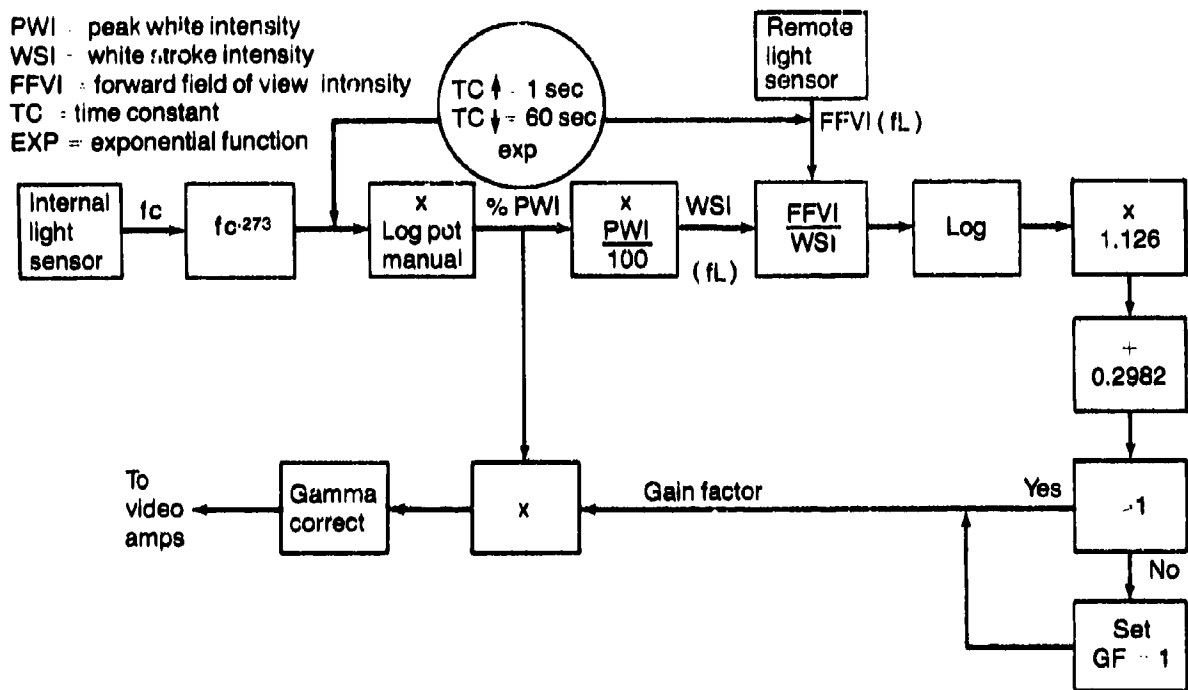 PWI - peak white intensity
WSI - white stroke intensity
FFVI = forward field of view intensity
TC = time constant
EXP = exponential function
TC ↑ - 1 sec
TC ↓ = 60 sec
exp
Remote
light
sensor
FFVI (fL)
Internal
light
sensor
fc
fc.273
x
Log pot
manual
% PWI
x
PWI
100
WSI
(fL)
FFVI
WSI
Log
x
1.126
+
0.2982
To
video
amps
Gamma
correct
x
Gain factor
Yes
1
No
Set
GF - 1